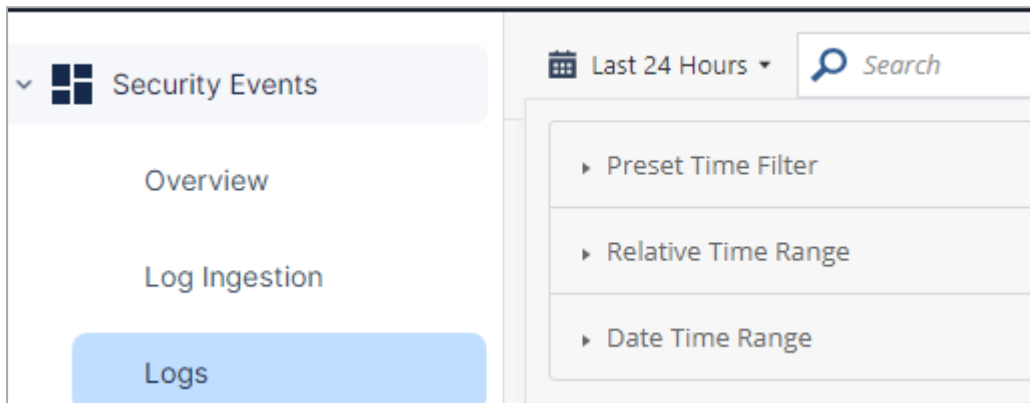 Security Events
Overview
Log Ingestion
Logs
Last 24 Hours
Search
Preset Time Filter
Relative Time Range
Date Time Range